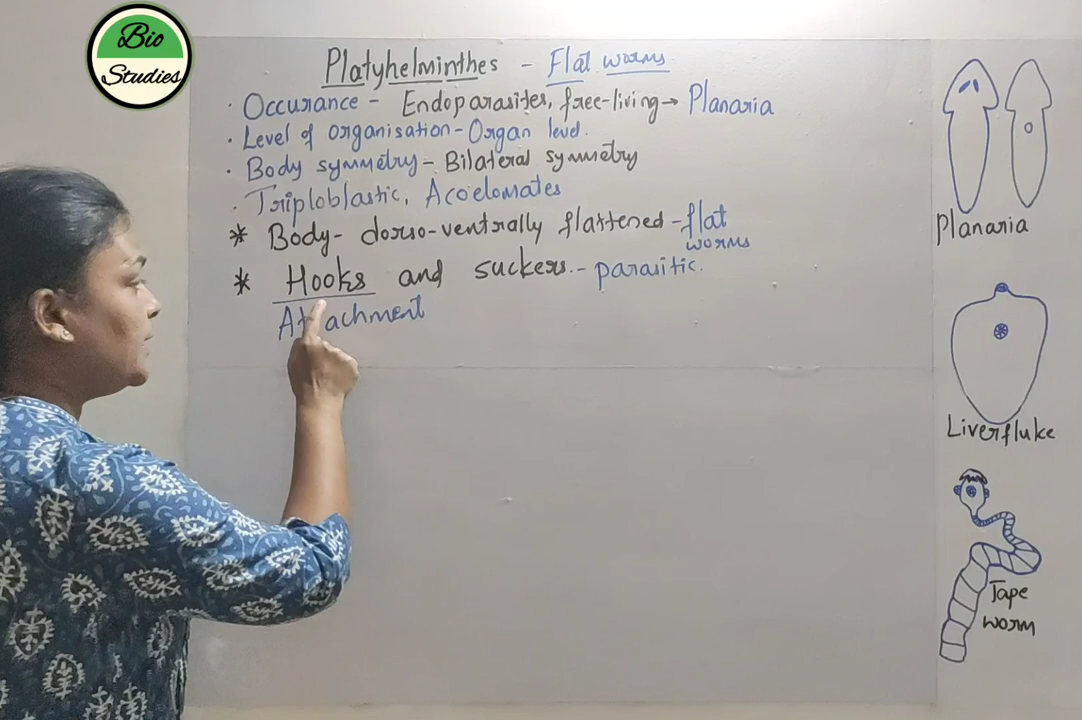 Bio
Studies
Platyhelminthes - Flat worms
· Occurance - Endoparasites, free-living → Planaria
· Level of organisation - Organ level.
· Body symmetry - Bilateral symmetry
· Triploblastic, Acoelomates
* Body - dorso-ventrally flattened - flat
worms
* Hooks and suckers. - parasitic.
Attachment
Planaria
Liverfluke
Tape
worm